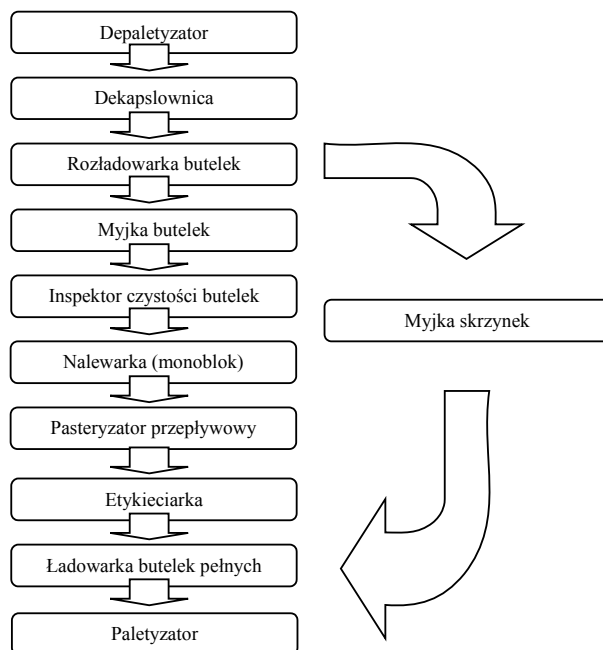 Depaletyzator
Dekapslownica
Rozładowarka butelek
Myjka butelek
Inspektor czystości butelek
Myjka skrzynek
Nalewarka (monoblok)
Pasteryzator przepływowy
Etykieciarka
Ładowarka butelek pełnych
Paletyzator